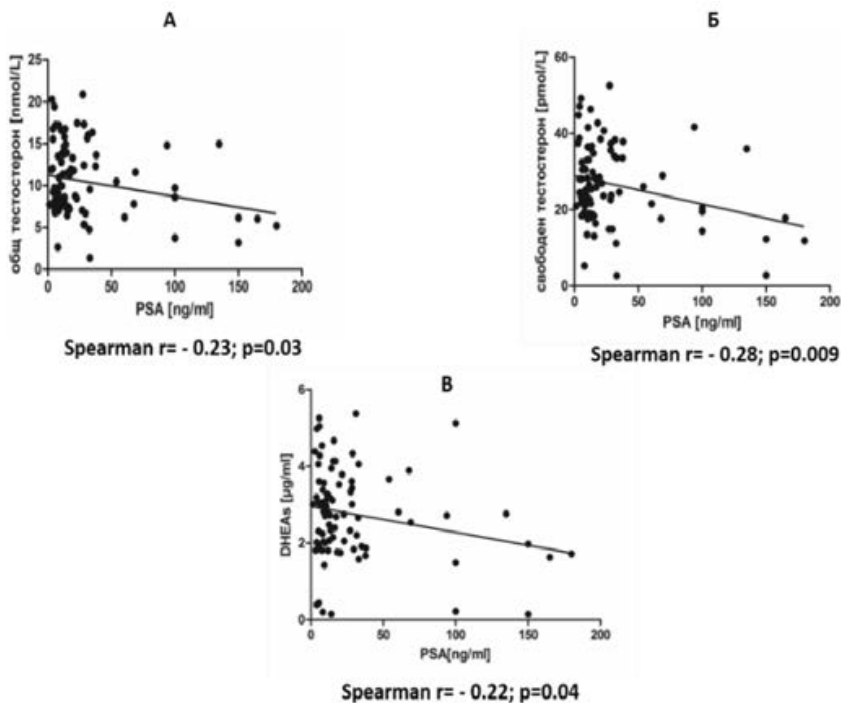 А
общ тестостерон [nmol/L]
25
20
15
10
5
0
0 50 100 150 200
PSA [ng/ml]
Spearman r= - 0.23; p=0.03
Б
свободен тестостерон [pmol/L]
60
40
20
0
0 50 100 150 200
PSA [ng/ml]
Spearman r= - 0.28; p=0.009
В
DHEAs [µg/ml]
6
4
2
0
0 50 100 150 200
PSA[ng/ml]
Spearman r= - 0.22; p=0.04